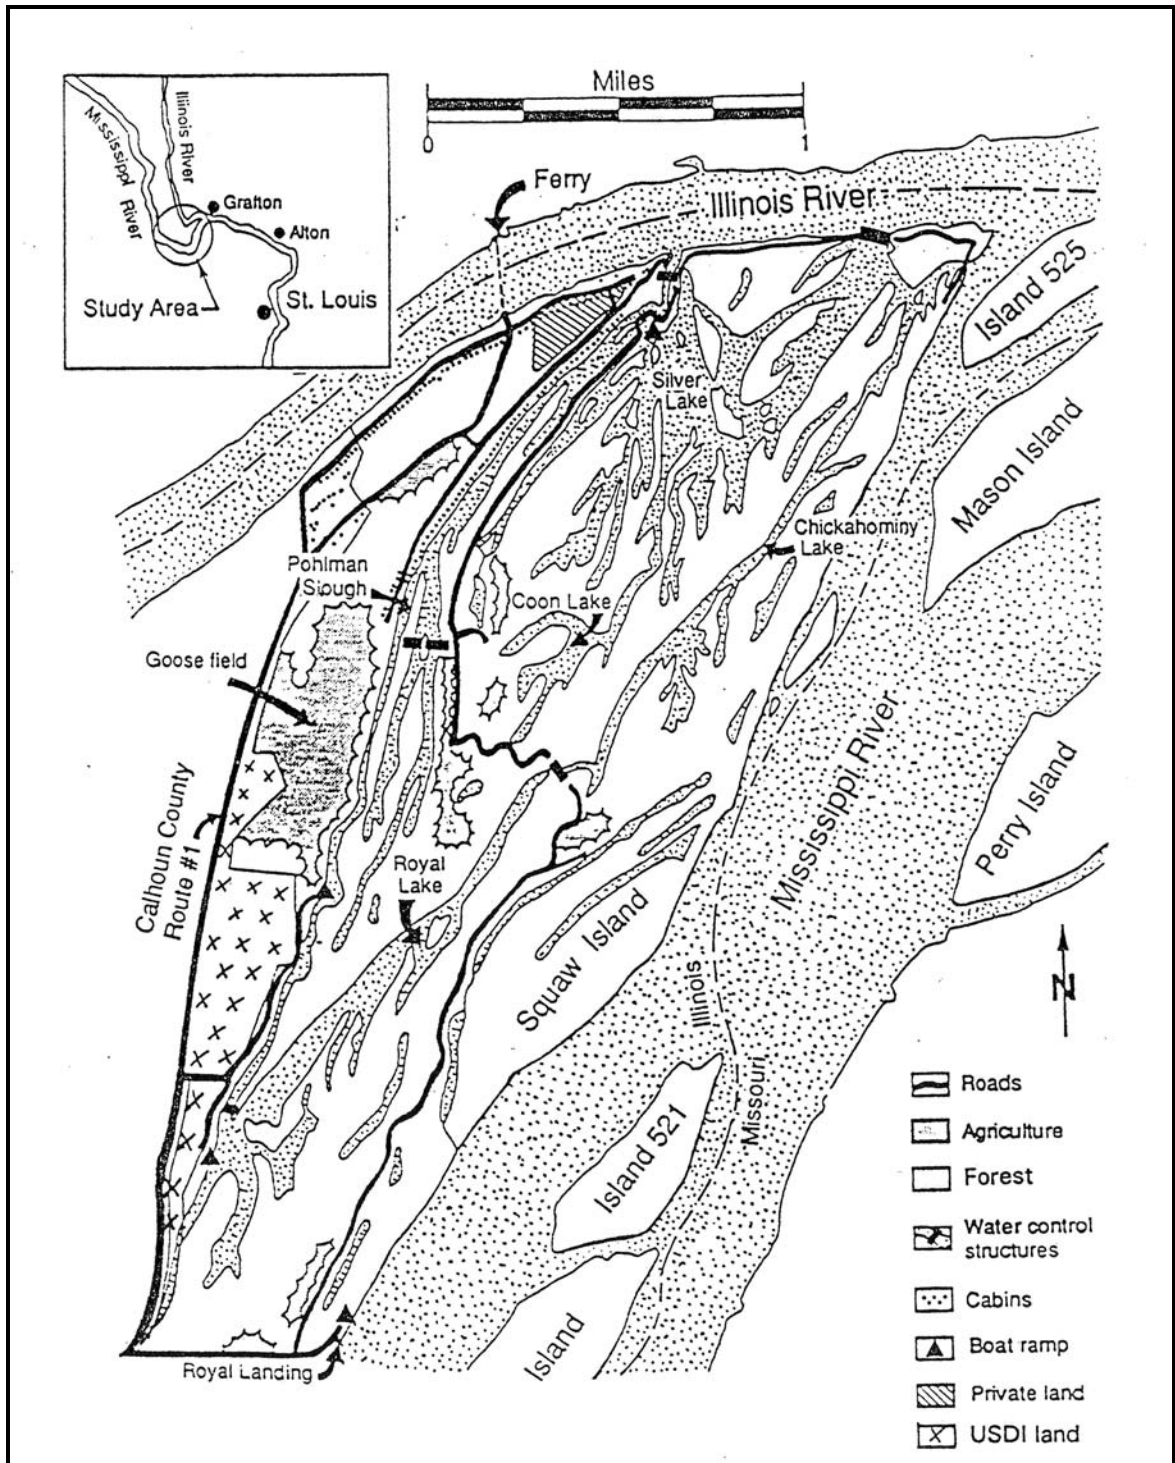 Miles
0
1
Mississippi
River
Illinois River
Grafton
Alton
St. Louis
Study Area
Ferry
Illinois River
Island 525
Silver
Lake
Mason Island
Chickahominy
Lake
Pohlman
Slough
Coon Lake
Goose field
Mississippi River
Perry Island
Calhoun County
Route #1
Royal
Lake
Squaw Island
Illinois
Missouri
N
Island 521
Island
Royal Landing
Roads
Agriculture
Forest
Water control
structures
Cabins
Boat ramp
Private land
X USDI land